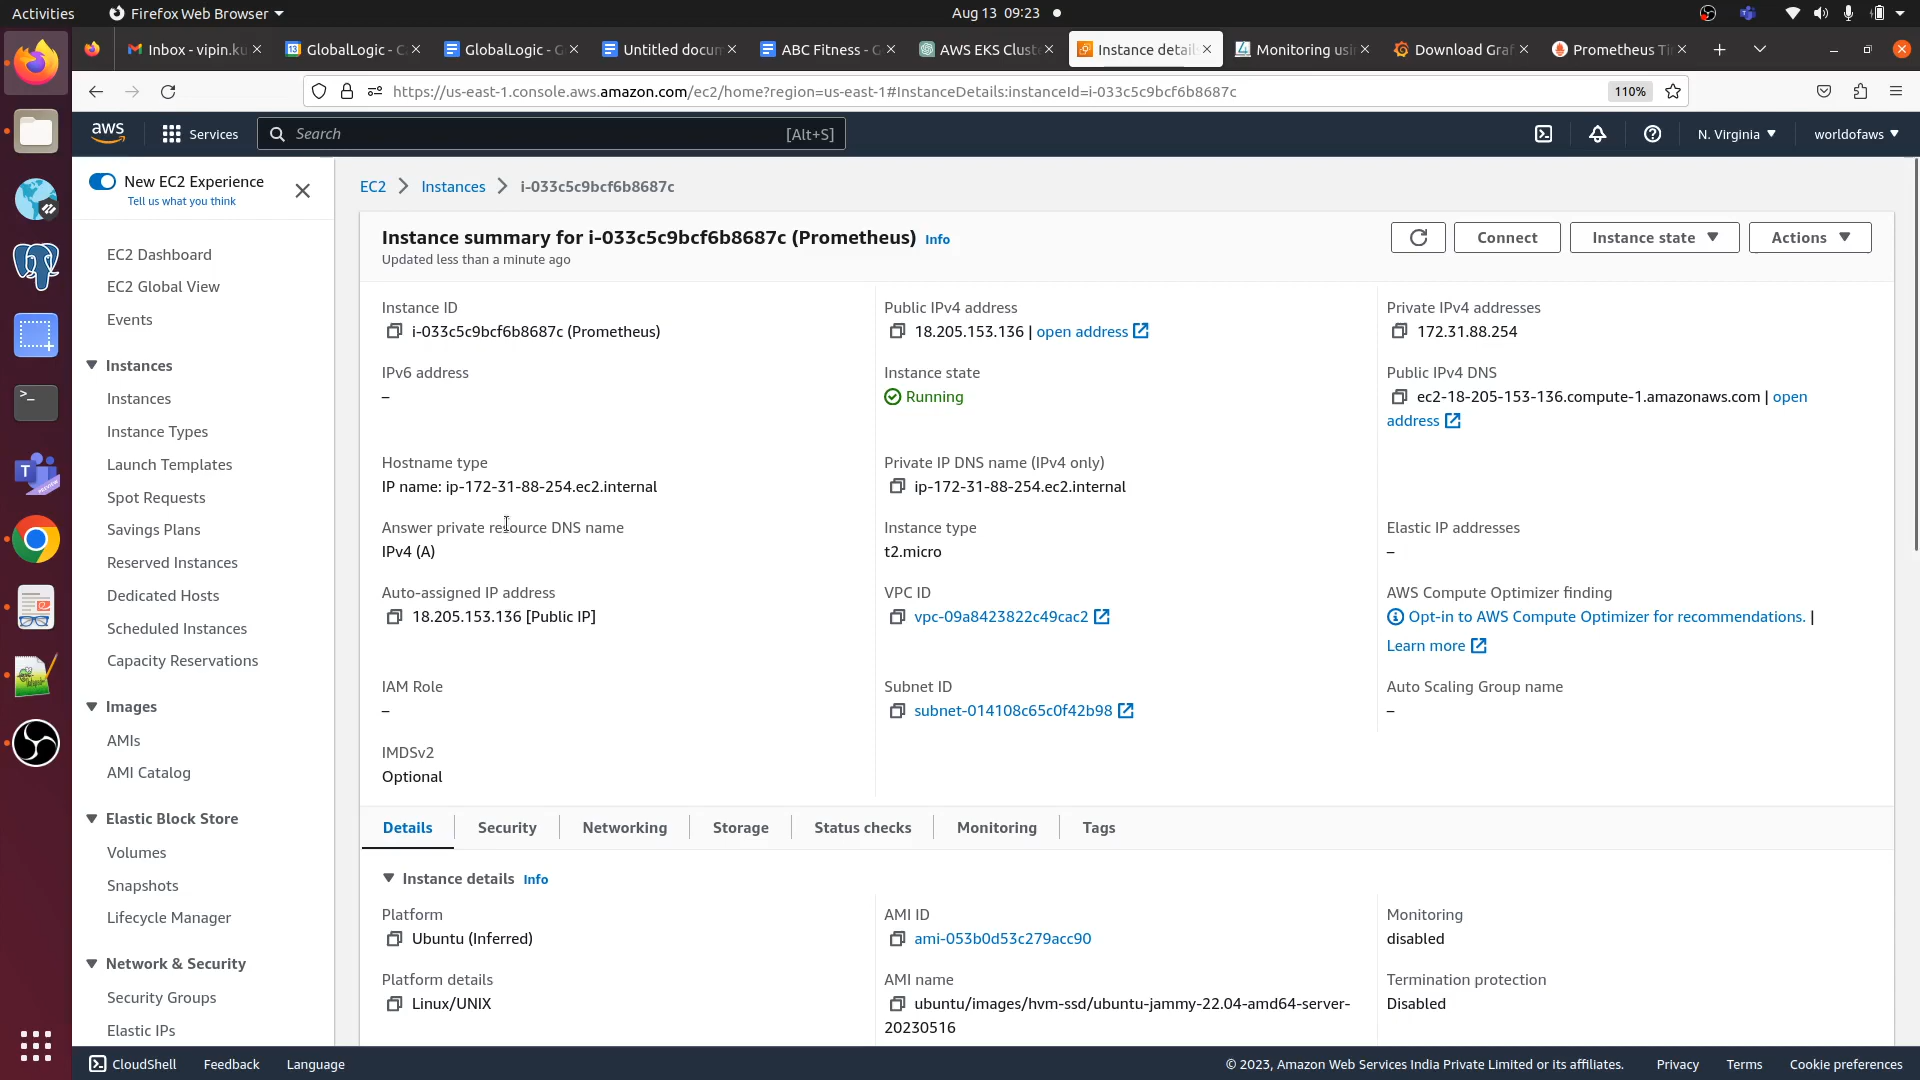 Activities
Firefox Web Browser
Aug 13 09:23
Inbox - vipin.ku
GlobalLogic - C
GlobalLogic - G
Untitled docum
ABC Fitness - G
AWS EKS Clust
Instance detail
Monitoring usin
Download Graf
Prometheus Ti
https://us-east-1.console.aws.amazon.com/ec2/home?region=us-east-1#InstanceDetails:instanceId=i-033c5c9bcf6b8687c
110%
aws
Services
Search
[Alt+S]
N. Virginia
worldofaws
New EC2 Experience
Tell us what you think
EC2 Dashboard
EC2 Global View
Events
Instances
Instances
Instance Types
Launch Templates
Spot Requests
Savings Plans
Reserved Instances
Dedicated Hosts
Scheduled Instances
Capacity Reservations
Images
AMIs
AMI Catalog
Elastic Block Store
Volumes
Snapshots
Lifecycle Manager
Network & Security
Security Groups
Elastic IPs
EC2 > Instances > i-033c5c9bcf6b8687c
Instance summary for i-033c5c9bcf6b8687c (Prometheus) Info
Updated less than a minute ago
Connect
Instance state
Actions
Instance ID
i-033c5c9bcf6b8687c (Prometheus)
Public IPv4 address
18.205.153.136 | open address
Private IPv4 addresses
172.31.88.254
IPv6 address
–
Instance state
Running
Public IPv4 DNS
ec2-18-205-153-136.compute-1.amazonaws.com | open
address
Hostname type
IP name: ip-172-31-88-254.ec2.internal
Private IP DNS name (IPv4 only)
ip-172-31-88-254.ec2.internal
Answer private resource DNS name
IPv4 (A)
Instance type
t2.micro
Elastic IP addresses
–
Auto-assigned IP address
18.205.153.136 [Public IP]
VPC ID
vpc-09a8423822c49cac2
AWS Compute Optimizer finding
Opt-in to AWS Compute Optimizer for recommendations. |
Learn more
IAM Role
–
Subnet ID
subnet-014108c65c0f42b98
Auto Scaling Group name
–
IMDSv2
Optional
Details
Security
Networking
Storage
Status checks
Monitoring
Tags
Instance details Info
Platform
Ubuntu (Inferred)
AMI ID
ami-053b0d53c279acc90
Monitoring
disabled
Platform details
Linux/UNIX
AMI name
ubuntu/images/hvm-ssd/ubuntu-jammy-22.04-amd64-server-
20230516
Termination protection
Disabled
CloudShell
Feedback
Language
© 2023, Amazon Web Services India Private Limited or its affiliates.
Privacy
Terms
Cookie preferences